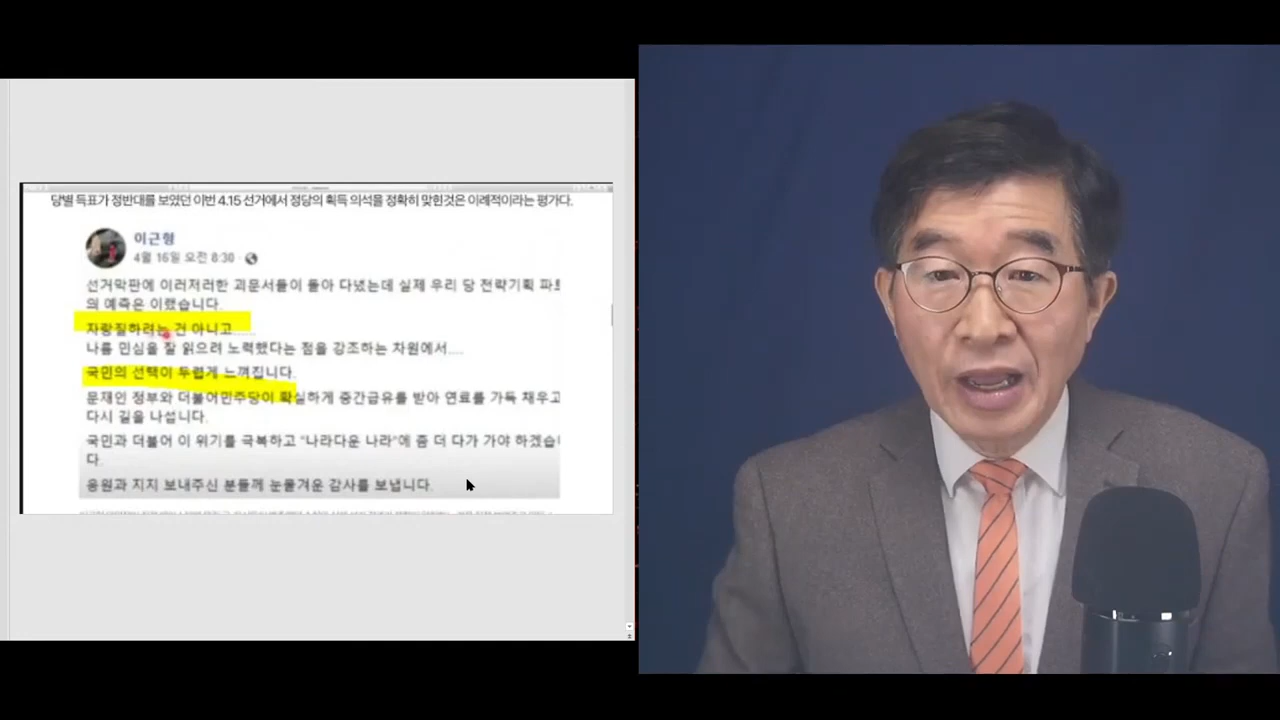 당별 득표가 정반대를 보였던 이번 4.15 선거에서 정당의 획득 의석을 정확히 맞힌것은 이례적이라는 평가다.
이근형
4월 16일 오전 8:30 ·
선거막판에 이러저러한 괴문서들이 돌아 다녔는데 실제 우리 당 전략기획 파트
의 예측은 이랬습니다.
자랑질하려는 건 아니고......
나름 민심을 잘 읽으려 노력했다는 점을 강조하는 차원에서.....
국민의 선택이 두렵게 느껴집니다.
문재인 정부와 더불어민주당이 확실하게 중간급유를 받아 연료를 가득 채우고
다시 길을 나섭니다.
국민과 더불어 이 위기를 극복하고 "나라다운 나라"에 좀 더 다가 가야 하겠습니
다.
응원과 지지 보내주신 분들께 눈물겨운 감사를 보냅니다.